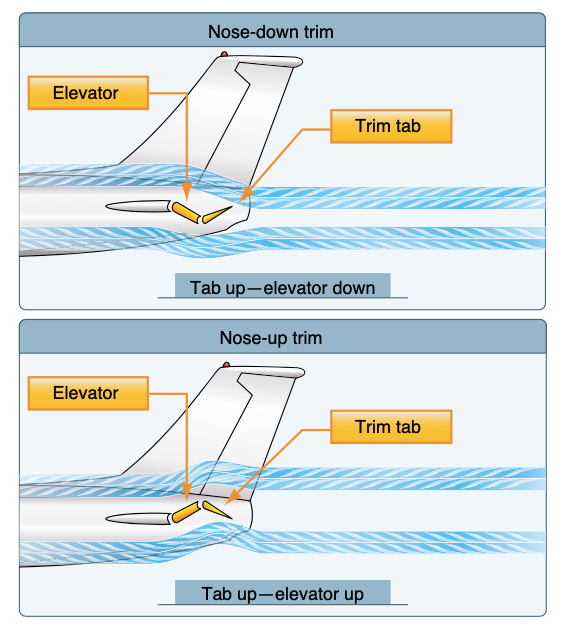 Nose-down trim
Elevator
Trim tab
Tab up—elevator down
Nose-up trim
Elevator
Trim tab
Tab up—elevator up